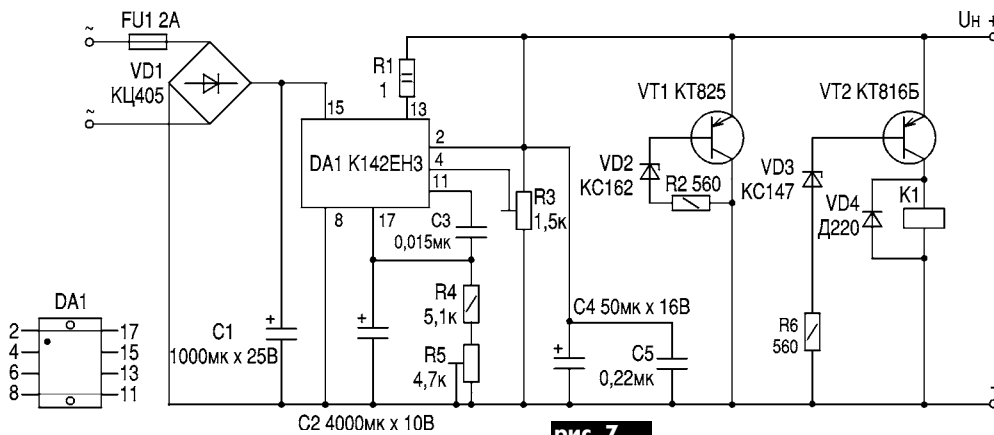 FU1 2А
Uн +
~
VD1
КЦ405
~
R1
1
15
13
DA1 К142ЕН3
2
4
11
8
17
C3
0,015мк
R3
1,5к
VT1 КТ825
VD2
КС162
R2 560
VT2 КТ816Б
VD3
КС147
VD4
Д220
K1
R4
5,1к
R5
4,7к
C4 50мк х 16В
+
C5
0,22мк
R6
560
DA1
2
4
6
8
17
15
13
11
C1
+
1000мк х 25В
+
C2 4000мк х 10В
-
рис. 7